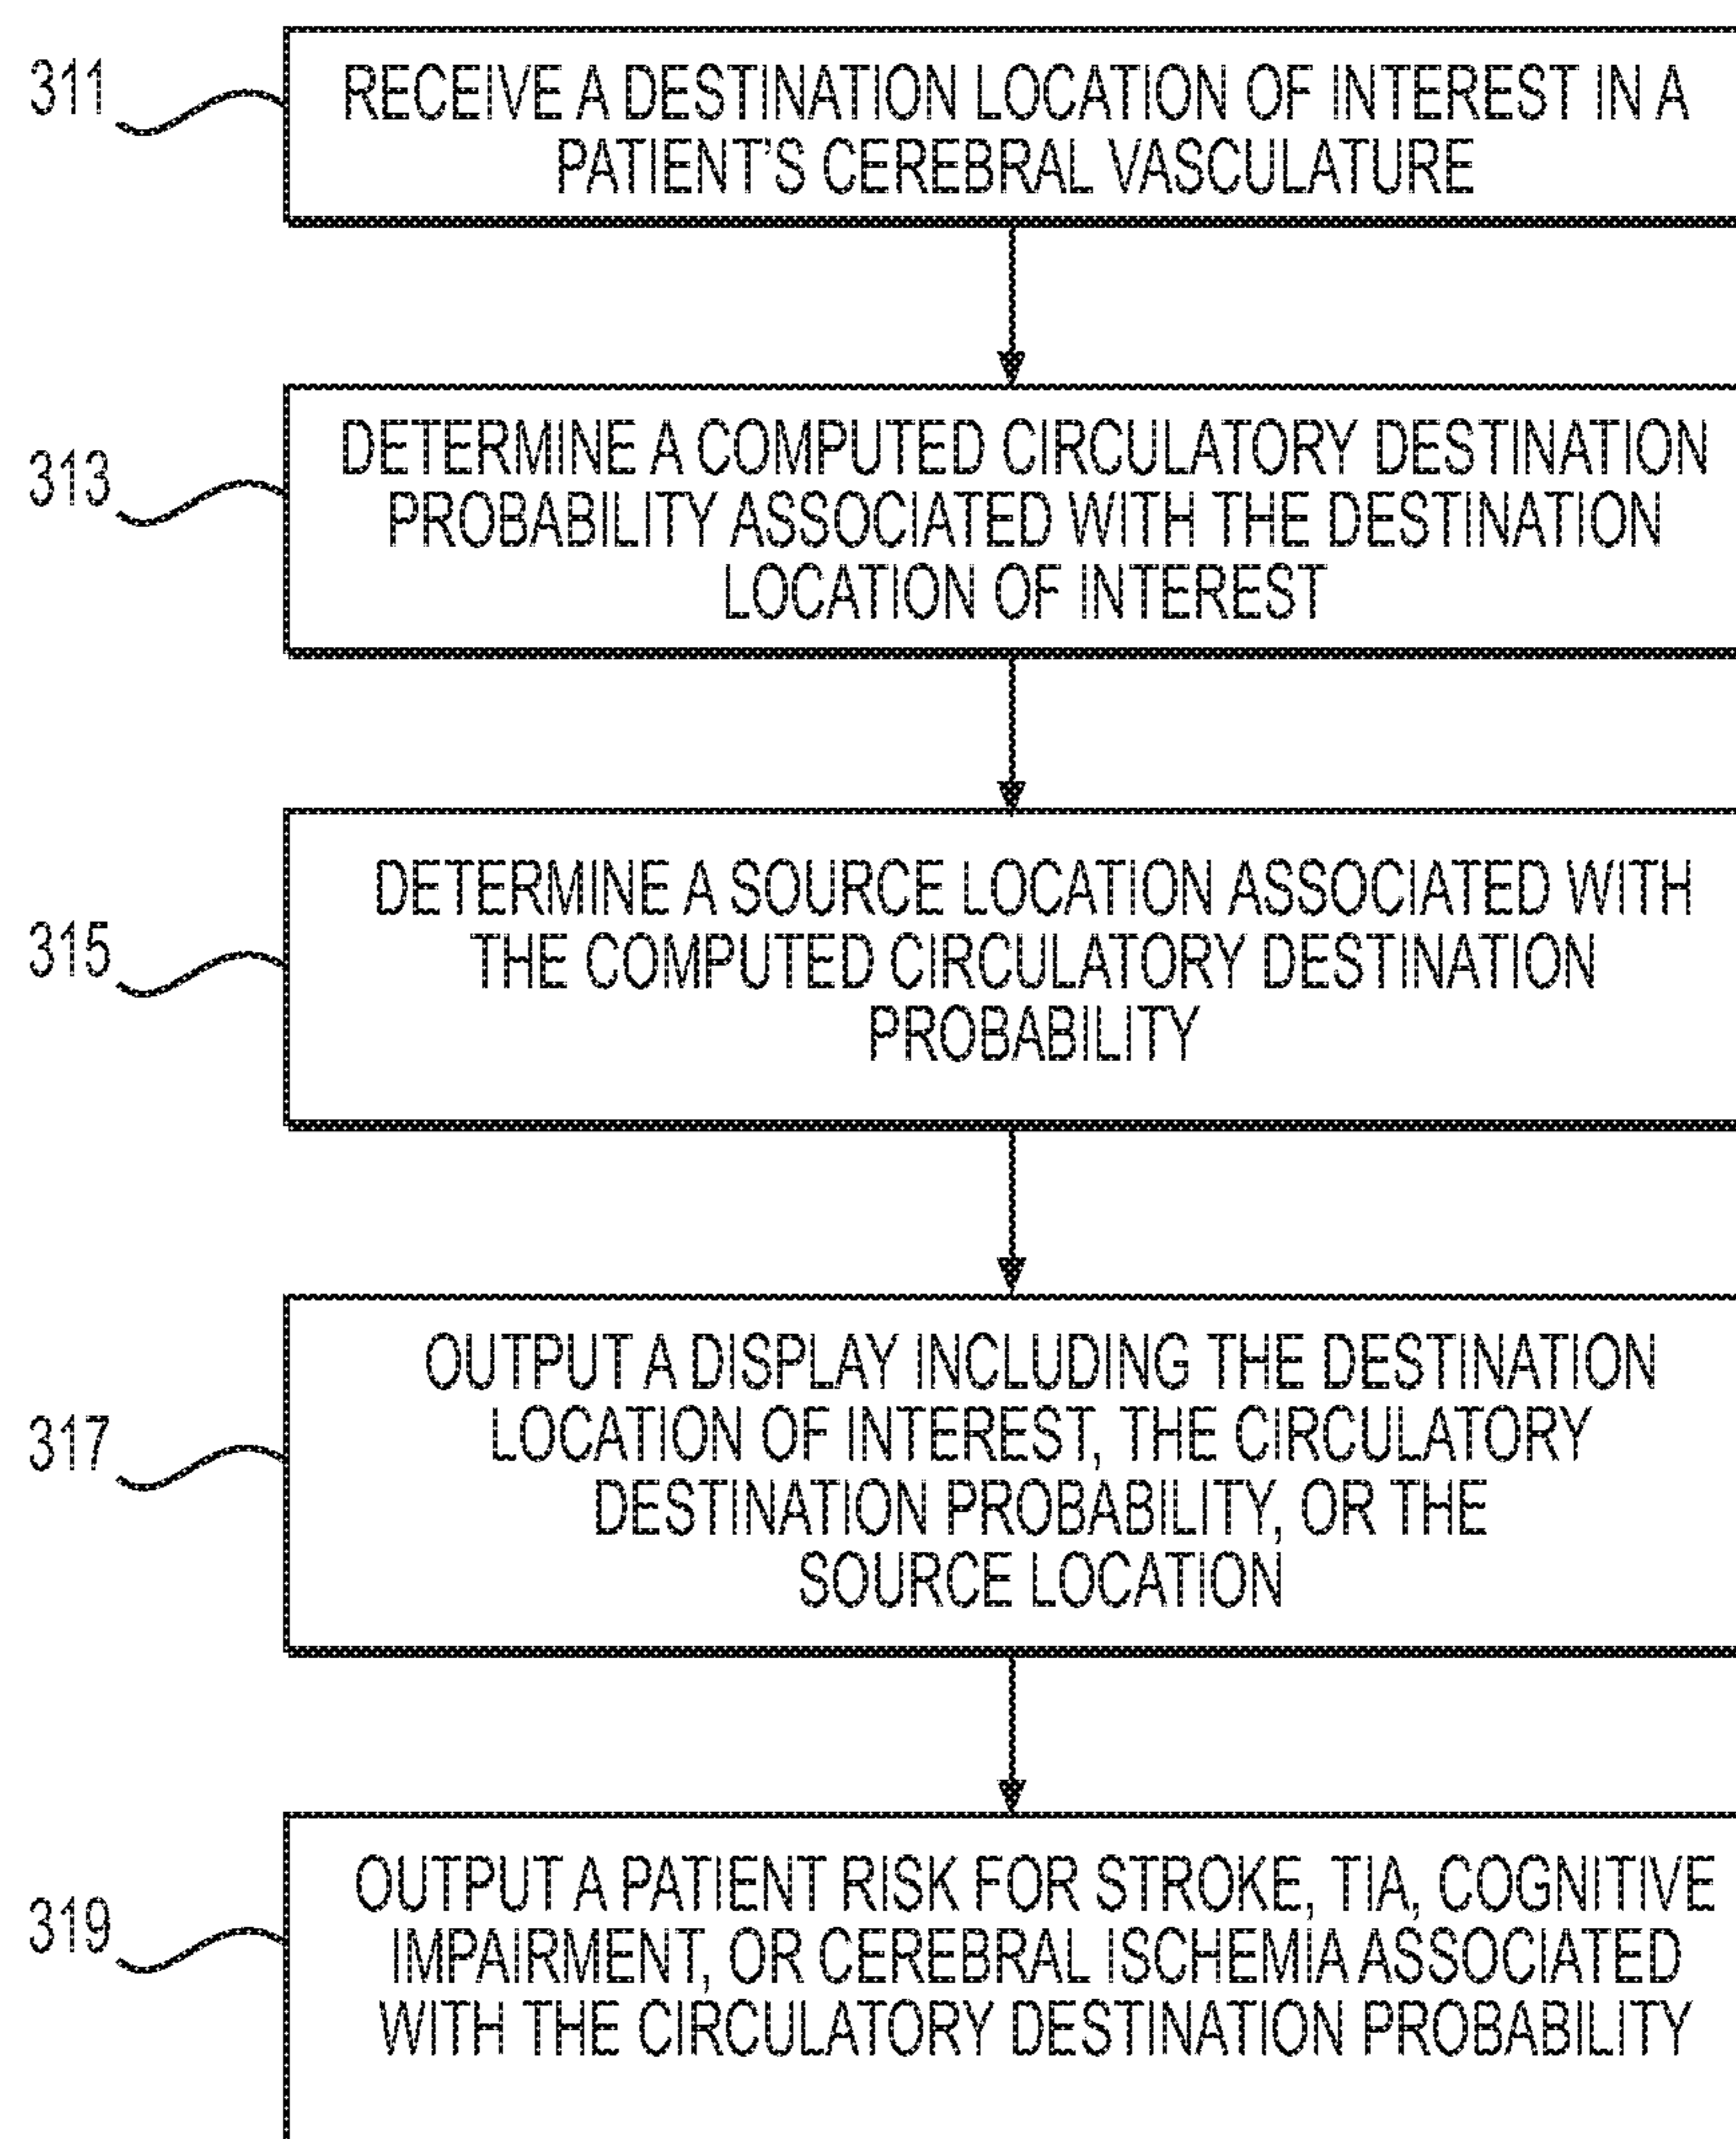 311
RECEIVE A DESTINATION LOCATION OF INTEREST IN A
PATIENT'S CEREBRAL VASCULATURE
313
DETERMINE A COMPUTED CIRCULATORY DESTINATION
PROBABILITY ASSOCIATED WITH THE DESTINATION
LOCATION OF INTEREST
315
DETERMINE A SOURCE LOCATION ASSOCIATED WITH
THE COMPUTED CIRCULATORY DESTINATION
PROBABILITY
317
OUTPUT A DISPLAY INCLUDING THE DESTINATION
LOCATION OF INTEREST, THE CIRCULATORY
DESTINATION PROBABILITY, OR THE
SOURCE LOCATION
319
OUTPUT A PATIENT RISK FOR STROKE, TIA, COGNITIVE
IMPAIRMENT, OR CEREBRAL ISCHEMIA ASSOCIATED
WITH THE CIRCULATORY DESTINATION PROBABILITY